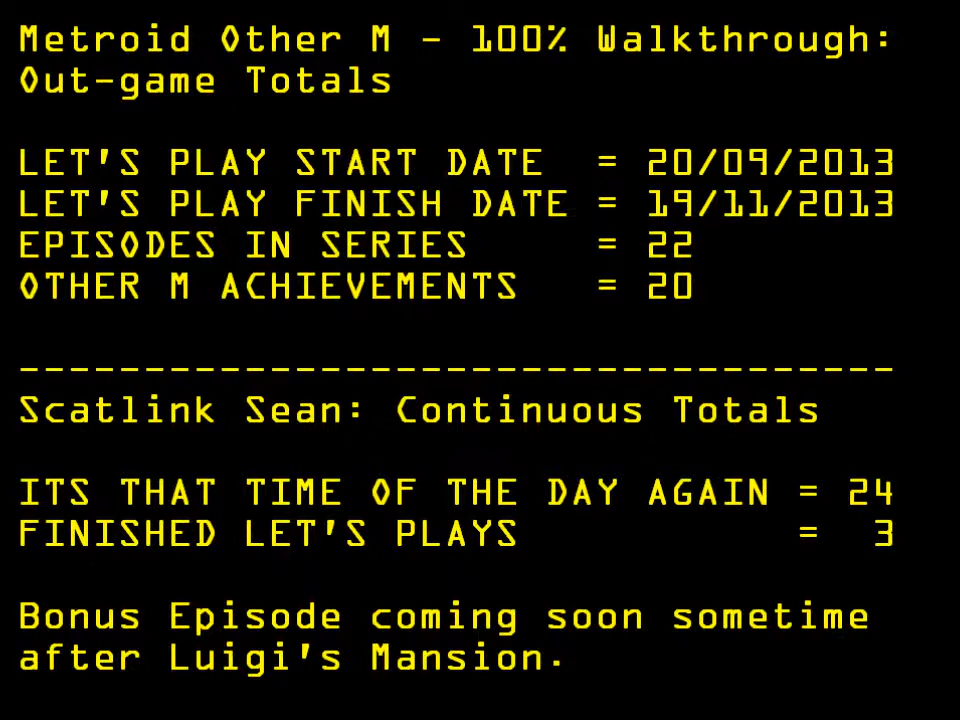 Metroid Other M - 100% Walkthrough:
Out-game Totals
LET'S PLAY START DATE = 20/09/2013
LET'S PLAY FINISH DATE = 19/11/2013
EPISODES IN SERIES = 22
OTHER M ACHIEVEMENTS = 20
-----------------------------------
Scatlink Sean: Continuous Totals
ITS THAT TIME OF THE DAY AGAIN = 24
FINISHED LET'S PLAYS = 3
Bonus Episode coming soon sometime
after Luigi's Mansion.